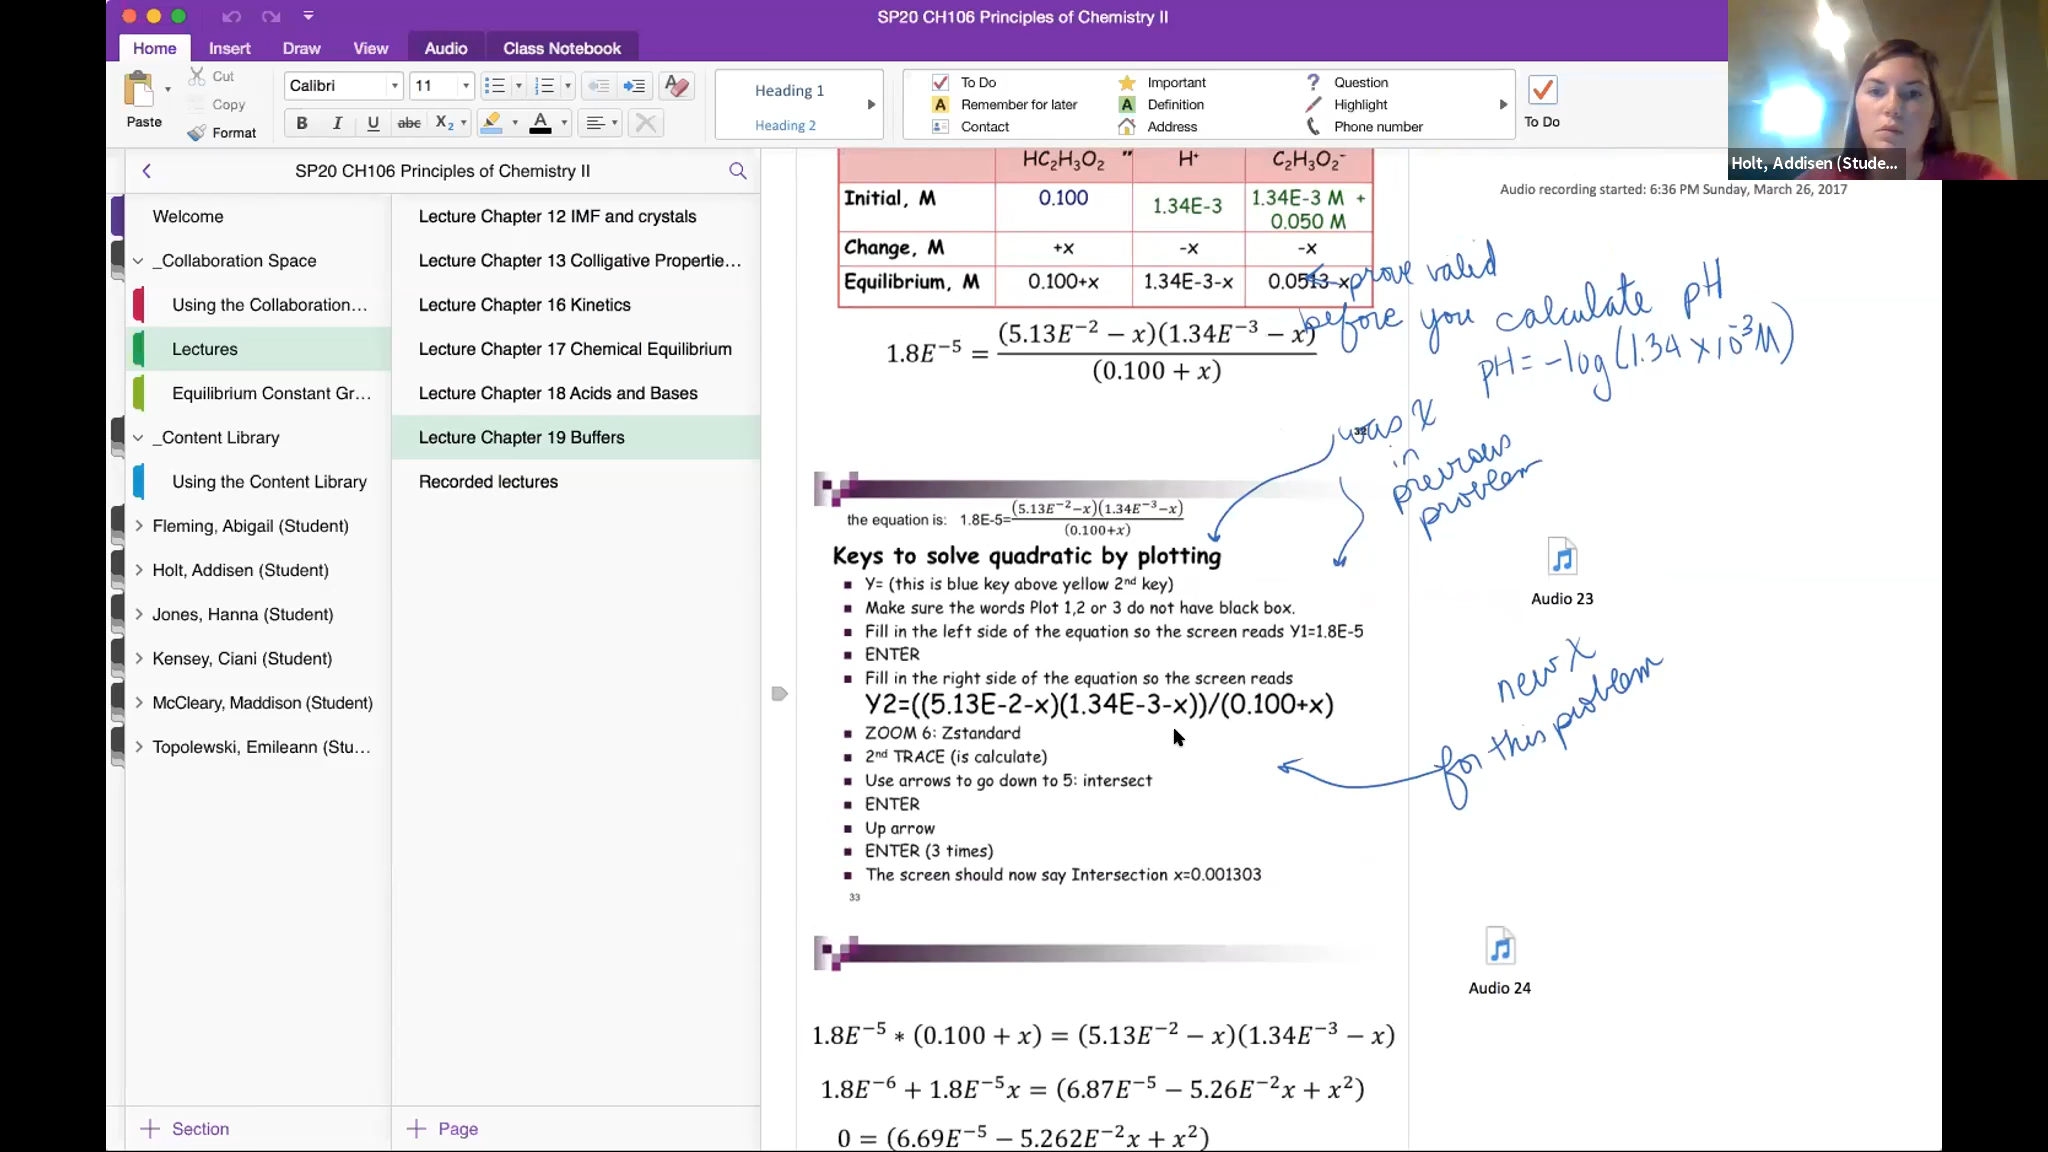 SP20 CH106 Principles of Chemistry II
Home Insert Draw View Audio Class Notebook
Paste
Cut
Copy
Format
Calibri 11
B I U abc X₂ A
Heading 1
Heading 2
To Do Important Question
Remember for later Definition Highlight
Contact Address Phone number
To Do
Holt, Addisen (Stude...
SP20 CH106 Principles of Chemistry II
Welcome
_Collaboration Space
Using the Collaboration...
Lectures
Equilibrium Constant Gr...
_Content Library
Using the Content Library
Fleming, Abigail (Student)
Holt, Addisen (Student)
Jones, Hanna (Student)
Kensey, Ciani (Student)
McCleary, Maddison (Student)
Topolewski, Emileann (Stu...
+ Section
Lecture Chapter 12 IMF and crystals
Lecture Chapter 13 Colligative Propertie...
Lecture Chapter 16 Kinetics
Lecture Chapter 17 Chemical Equilibrium
Lecture Chapter 18 Acids and Bases
Lecture Chapter 19 Buffers
Recorded lectures
+ Page
Audio recording started: 6:36 PM Sunday, March 26, 2017
HC₂H₃O₂ " H⁺ C₂H₃O₂⁻
Initial, M 0.100 1.34E-3 1.34E-3 M + 0.050 M
Change, M +x -x -x
Equilibrium, M 0.100+x 1.34E-3-x 0.0513-x
prove valid
before you calculate pH
pH = -log(1.34 x 10⁻³M)
1.8E⁻⁵ = (5.13E⁻² − x)(1.34E⁻³ − x)
(0.100 + x)
32
was X
in
previous
problem
the equation is: 1.8E-5= (5.13E⁻²−x)(1.34E⁻³−x)
(0.100+x)
Keys to solve quadratic by plotting
Y= (this is blue key above yellow 2nd key)
Make sure the words Plot 1,2 or 3 do not have black box.
Fill in the left side of the equation so the screen reads Y1=1.8E-5
ENTER
Fill in the right side of the equation so the screen reads
Y2=((5.13E-2-x)(1.34E-3-x))/(0.100+x)
ZOOM 6: Zstandard
2nd TRACE (is calculate)
Use arrows to go down to 5: intersect
ENTER
Up arrow
ENTER (3 times)
The screen should now say Intersection x=0.001303
33
Audio 23
new X
for this problem
Audio 24
1.8E⁻⁵ ∗ (0.100 + x) = (5.13E⁻² − x)(1.34E⁻³ − x)
1.8E⁻⁶ + 1.8E⁻⁵x = (6.87E⁻⁵ − 5.26E⁻²x + x²)
0 = (6.69E⁻⁵ − 5.262E⁻²x + x²)